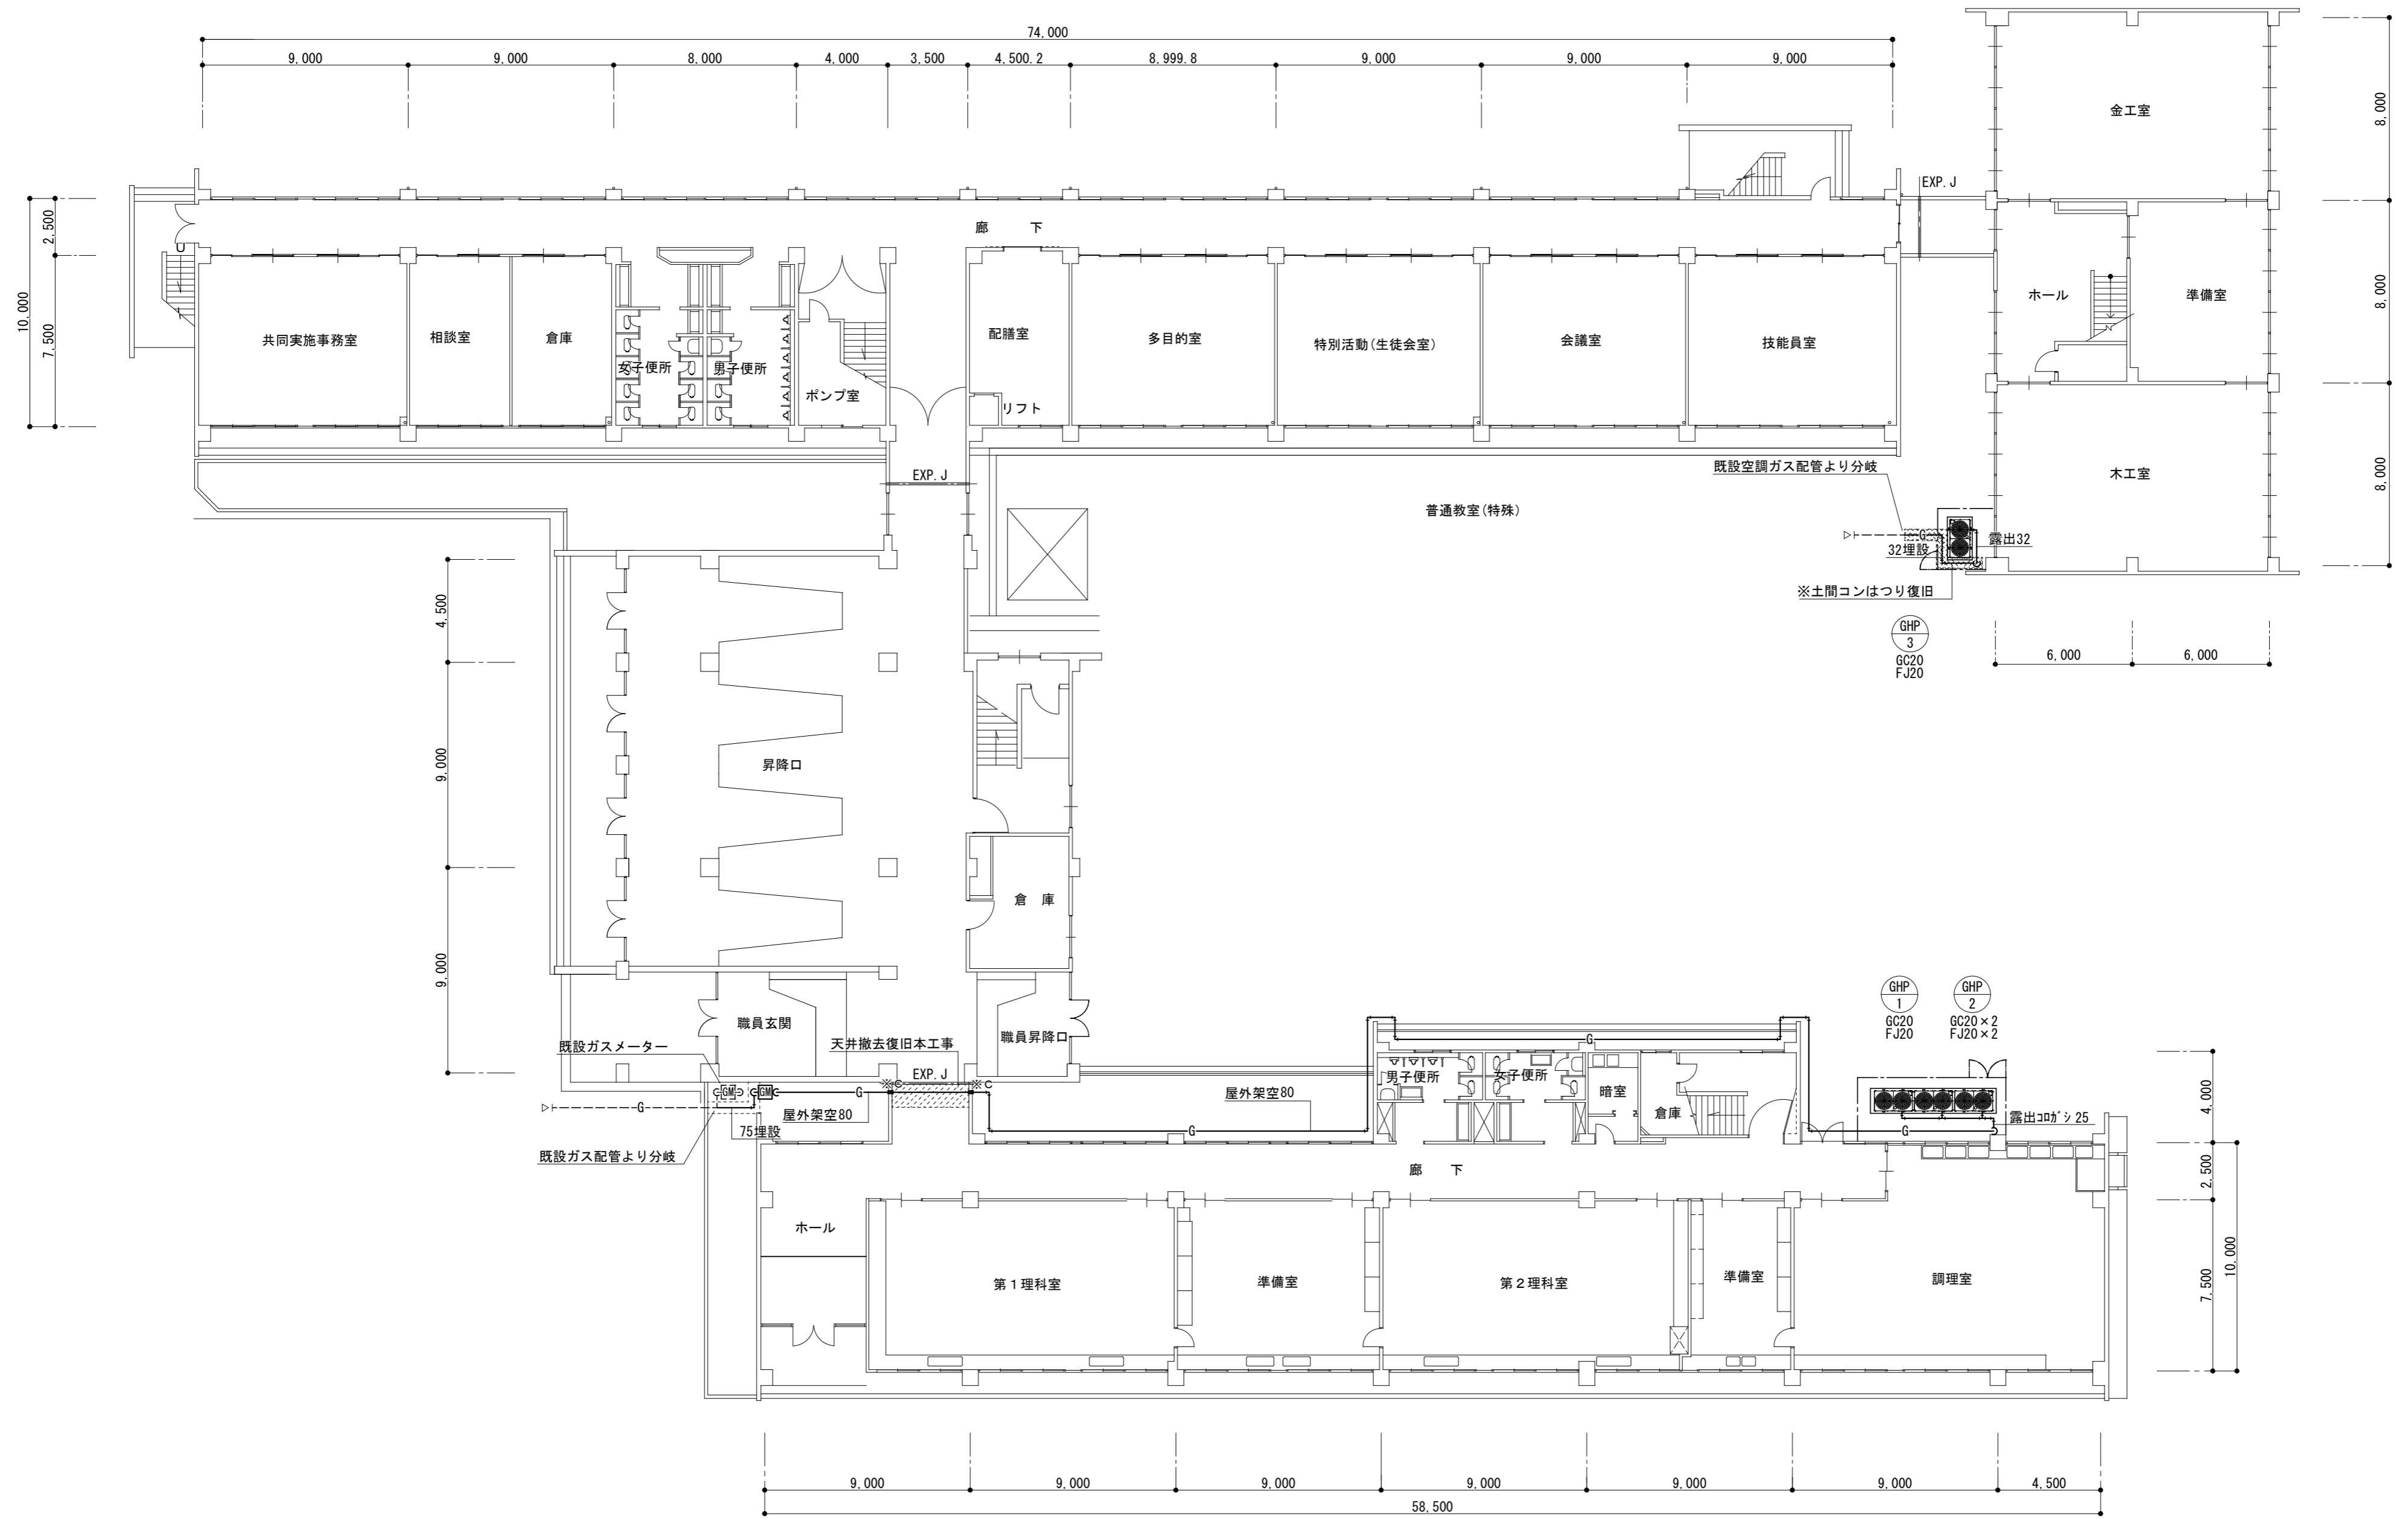 74,000
9,000
9,000
8,000
4,000
3,500
4,500.2
8,999.8
9,000
9,000
9,000
金工室
8,000
EXP.J
2,500
廊　下
U
10,000
7,500
共同実施事務室
相談室
倉庫
女子便所
男子便所
ポンプ室
配膳室
リフト
多目的室
特別活動(生徒会室)
会議室
技能員室
ホール
準備室
8,000
EXP.J
既設空調ガス配管より分岐
木工室
8,000
普通教室(特殊)
G
露出32
32埋設
※土間コンはつり復旧
GHP
3
GC20
FJ20
6,000
6,000
4,500
9,000
昇降口
倉　庫
9,000
職員玄関
職員昇降口
既設ガスメーター
天井撤去復旧本工事
EXP.J
※C
※C
GM
GM
G
G
屋外架空80
75埋設
既設ガス配管より分岐
屋外架空80
G
G
男子便所
女子便所
暗室
倉庫
GHP
1
GC20
FJ20
GHP
2
GC20×2
FJ20×2
G
露出ｺﾛｶﾞｼ25
4,000
廊　下
2,500
ホール
第１理科室
準備室
第２理科室
準備室
調理室
7,500
10,000
9,000
9,000
9,000
9,000
9,000
9,000
4,500
58,500